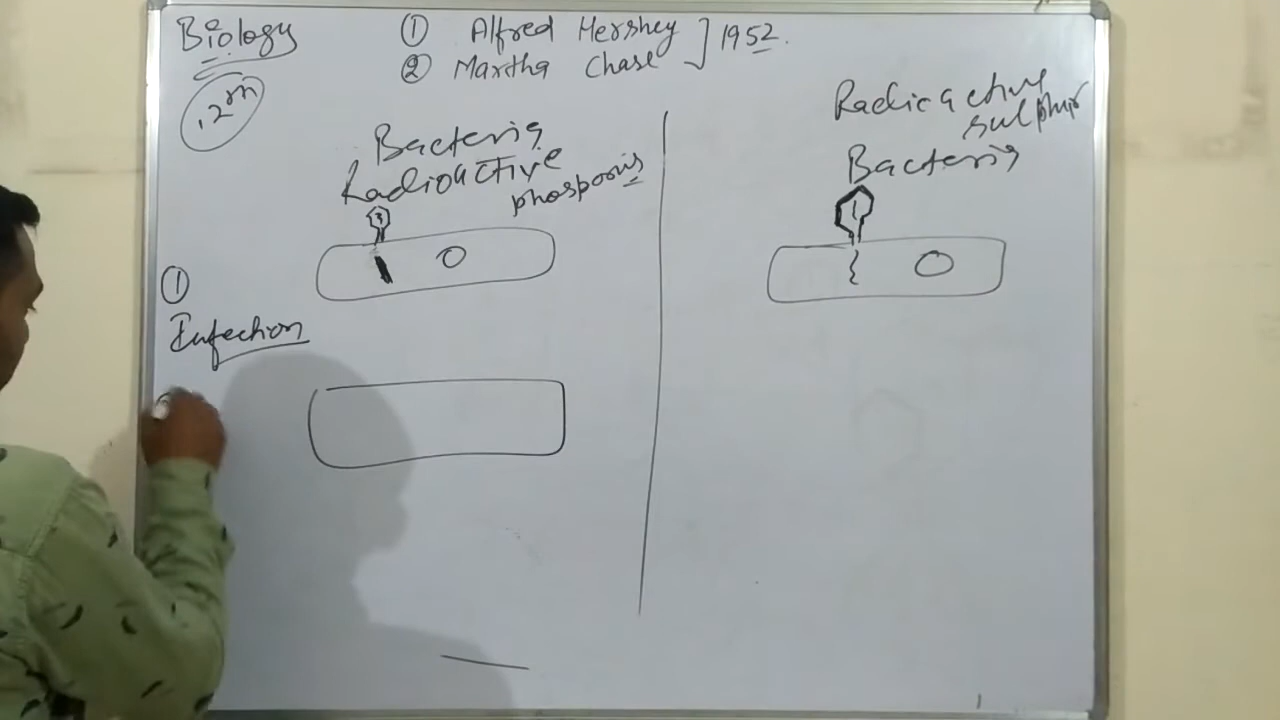 Biology
12th
① Alfred Hershey ] 1952.
② Martha Chase
Bacteria
Radioactive
phosporus
Radioactive
sulphur
Bacteria
①
Infection